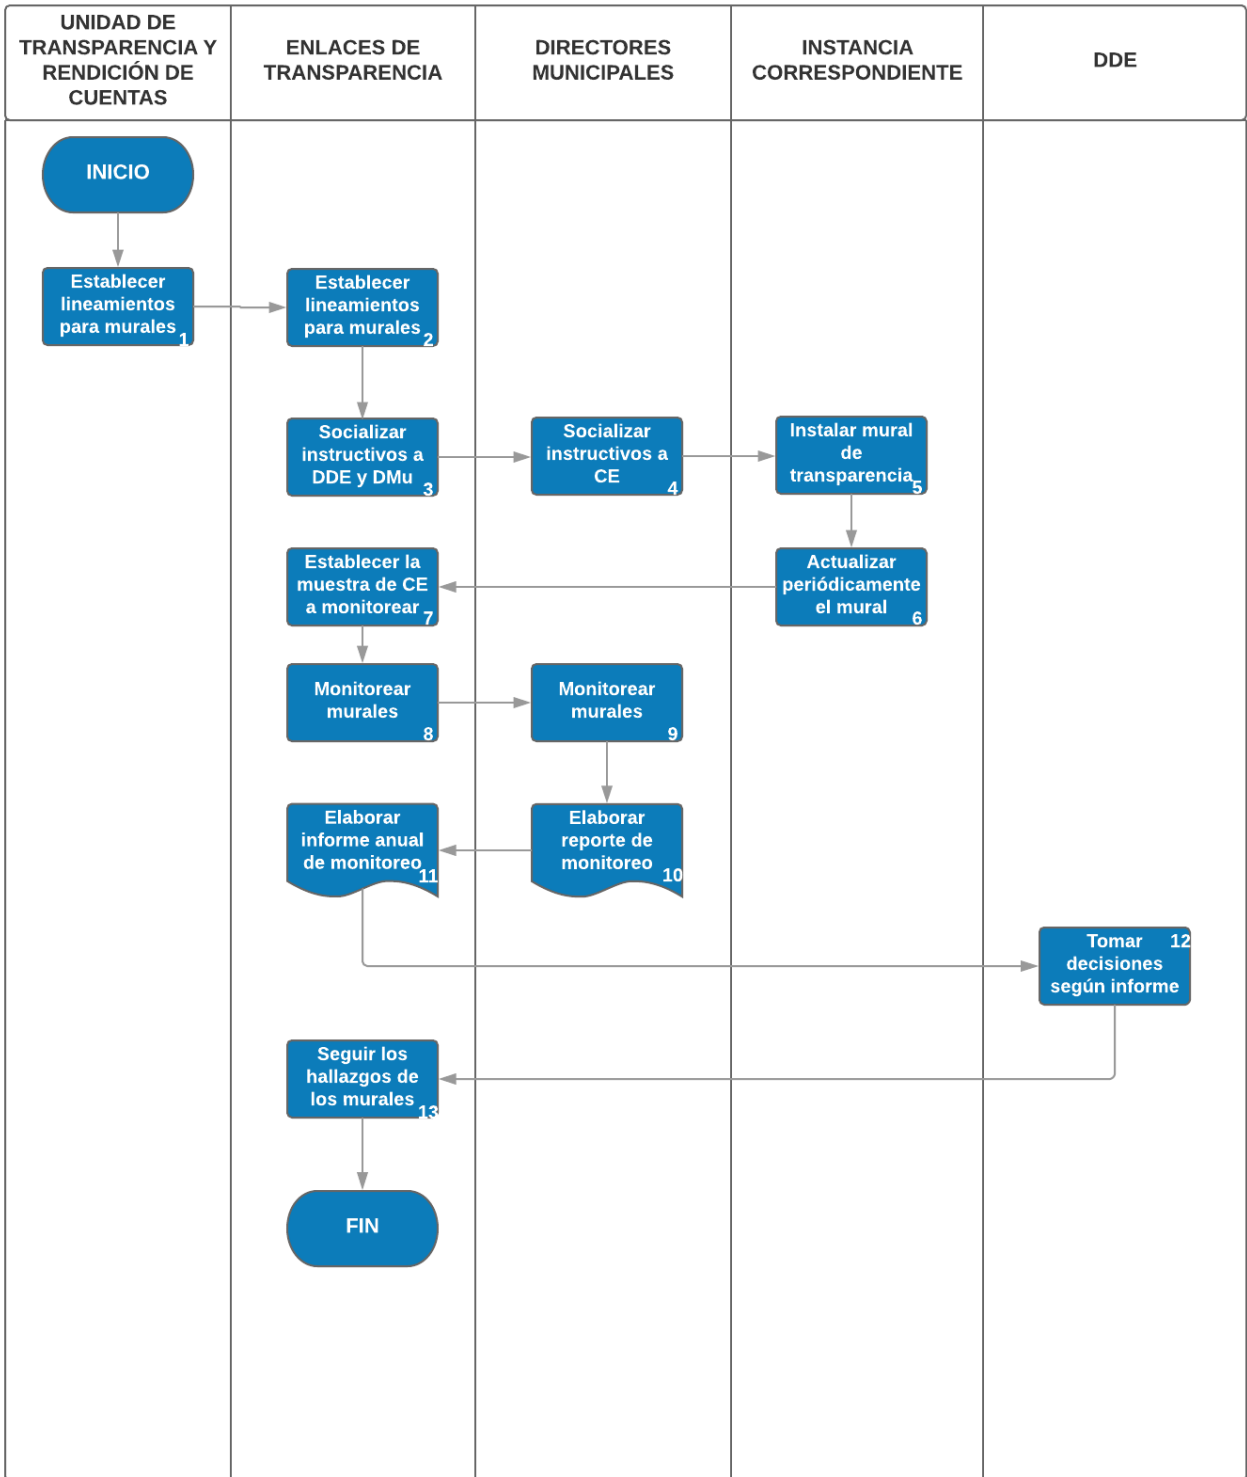 UNIDAD DE
TRANSPARENCIA Y
RENDICIÓN DE
CUENTAS
ENLACES DE
TRANSPARENCIA
DIRECTORES
MUNICIPALES
INSTANCIA
CORRESPONDIENTE
DDE
INICIO
Establecer
lineamientos
para murales
1
Establecer
lineamientos
para murales
2
Socializar
instructivos a
DDE y DMu
3
Socializar
instructivos a
CE
4
Instalar mural
de
transparencia
5
Actualizar
periódicamente
el mural
6
Establecer la
muestra de CE
a monitorear
7
Monitorear
murales
8
Monitorear
murales
9
Elaborar
reporte de
monitoreo
10
Elaborar
informe anual
de monitoreo
11
Tomar
decisiones
según informe
12
Seguir los
hallazgos de
los murales
13
FIN